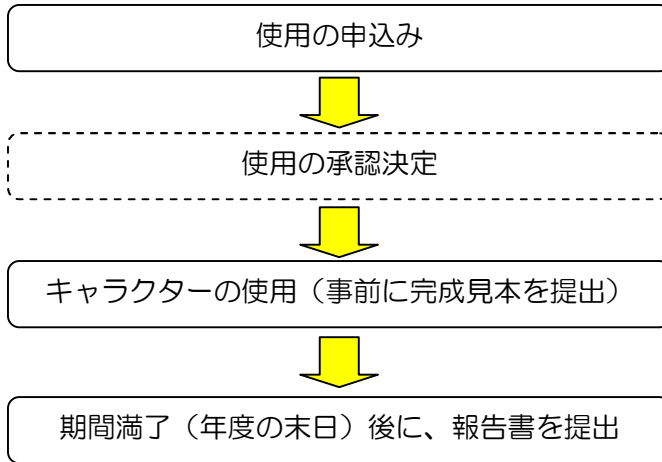 使用の申込み
使用の承認決定
キャラクターの使用（事前に完成見本を提出）
期間満了（年度の末日）後に、報告書を提出